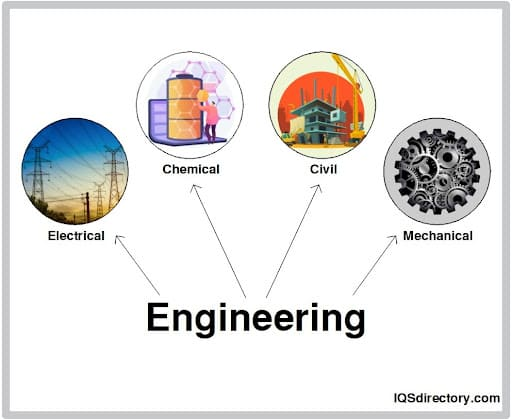 Chemical
Civil
Electrical
Mechanical
Engineering
IQSdirectory.com